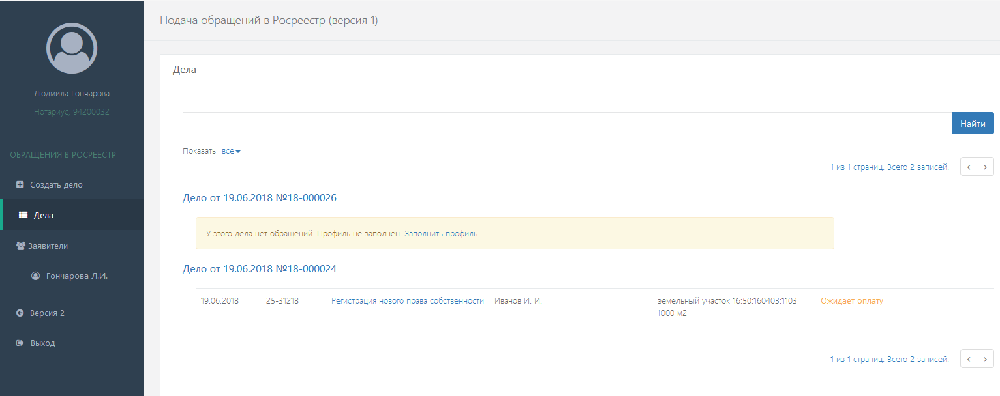 Людмила Гончарова
Нотариус, 94200032
ОБРАЩЕНИЯ В РОСРЕЕСТР
Создать дело
Дела
Заявители
Гончарова Л.И.
Версия 2
Выход
Подача обращений в Росреестр (версия 1)
Дела
Найти
Показать все
1 из 1 страниц. Всего 2 записей.
Дело от 19.06.2018 №18-000026
У этого дела нет обращений. Профиль не заполнен. Заполнить профиль
Дело от 19.06.2018 №18-000024
19.06.2018 25-31218 Регистрация нового права собственности Иванов И. И. земельный участок 16:50:160403:1103 Ожидает оплату
1000 м2
1 из 1 страниц. Всего 2 записей.